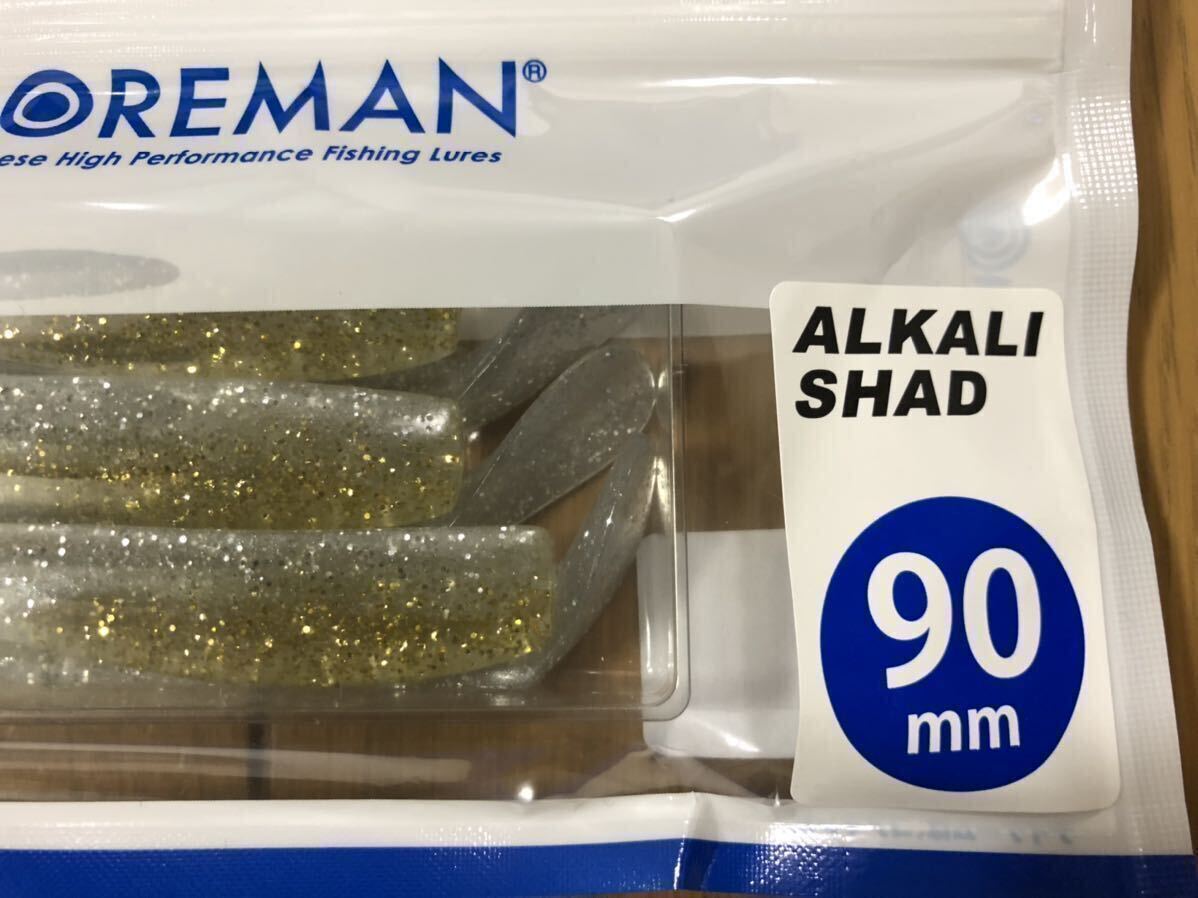 OREMAN®
ese High Performance Fishing Lures
ALKALI
SHAD
90
mm